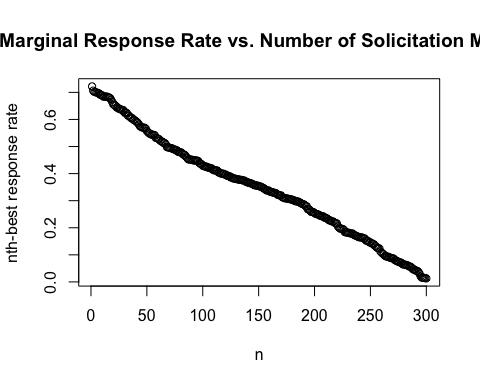 Marginal Response Rate vs. Number of Solicitation M
nth-best response rate
0.0 0.2 0.4 0.6
0 50 100 150 200 250 300
n